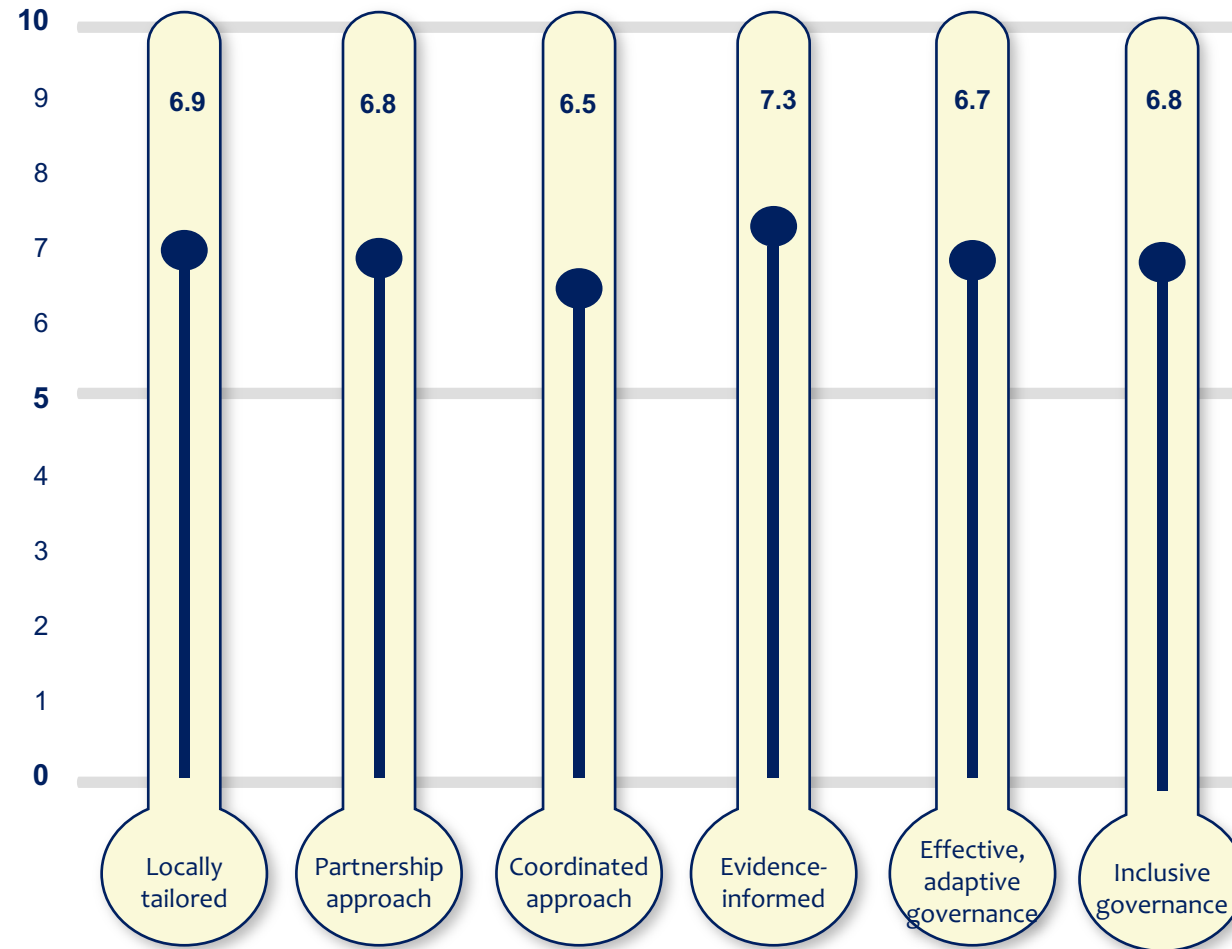 10
9
8
7
6
5
4
3
2
1
0
6.9
6.8
6.5
7.3
6.7
6.8
Locally
tailored
Partnership
approach
Coordinated
approach
Evidence-
informed
Effective,
adaptive
governance
Inclusive
governance